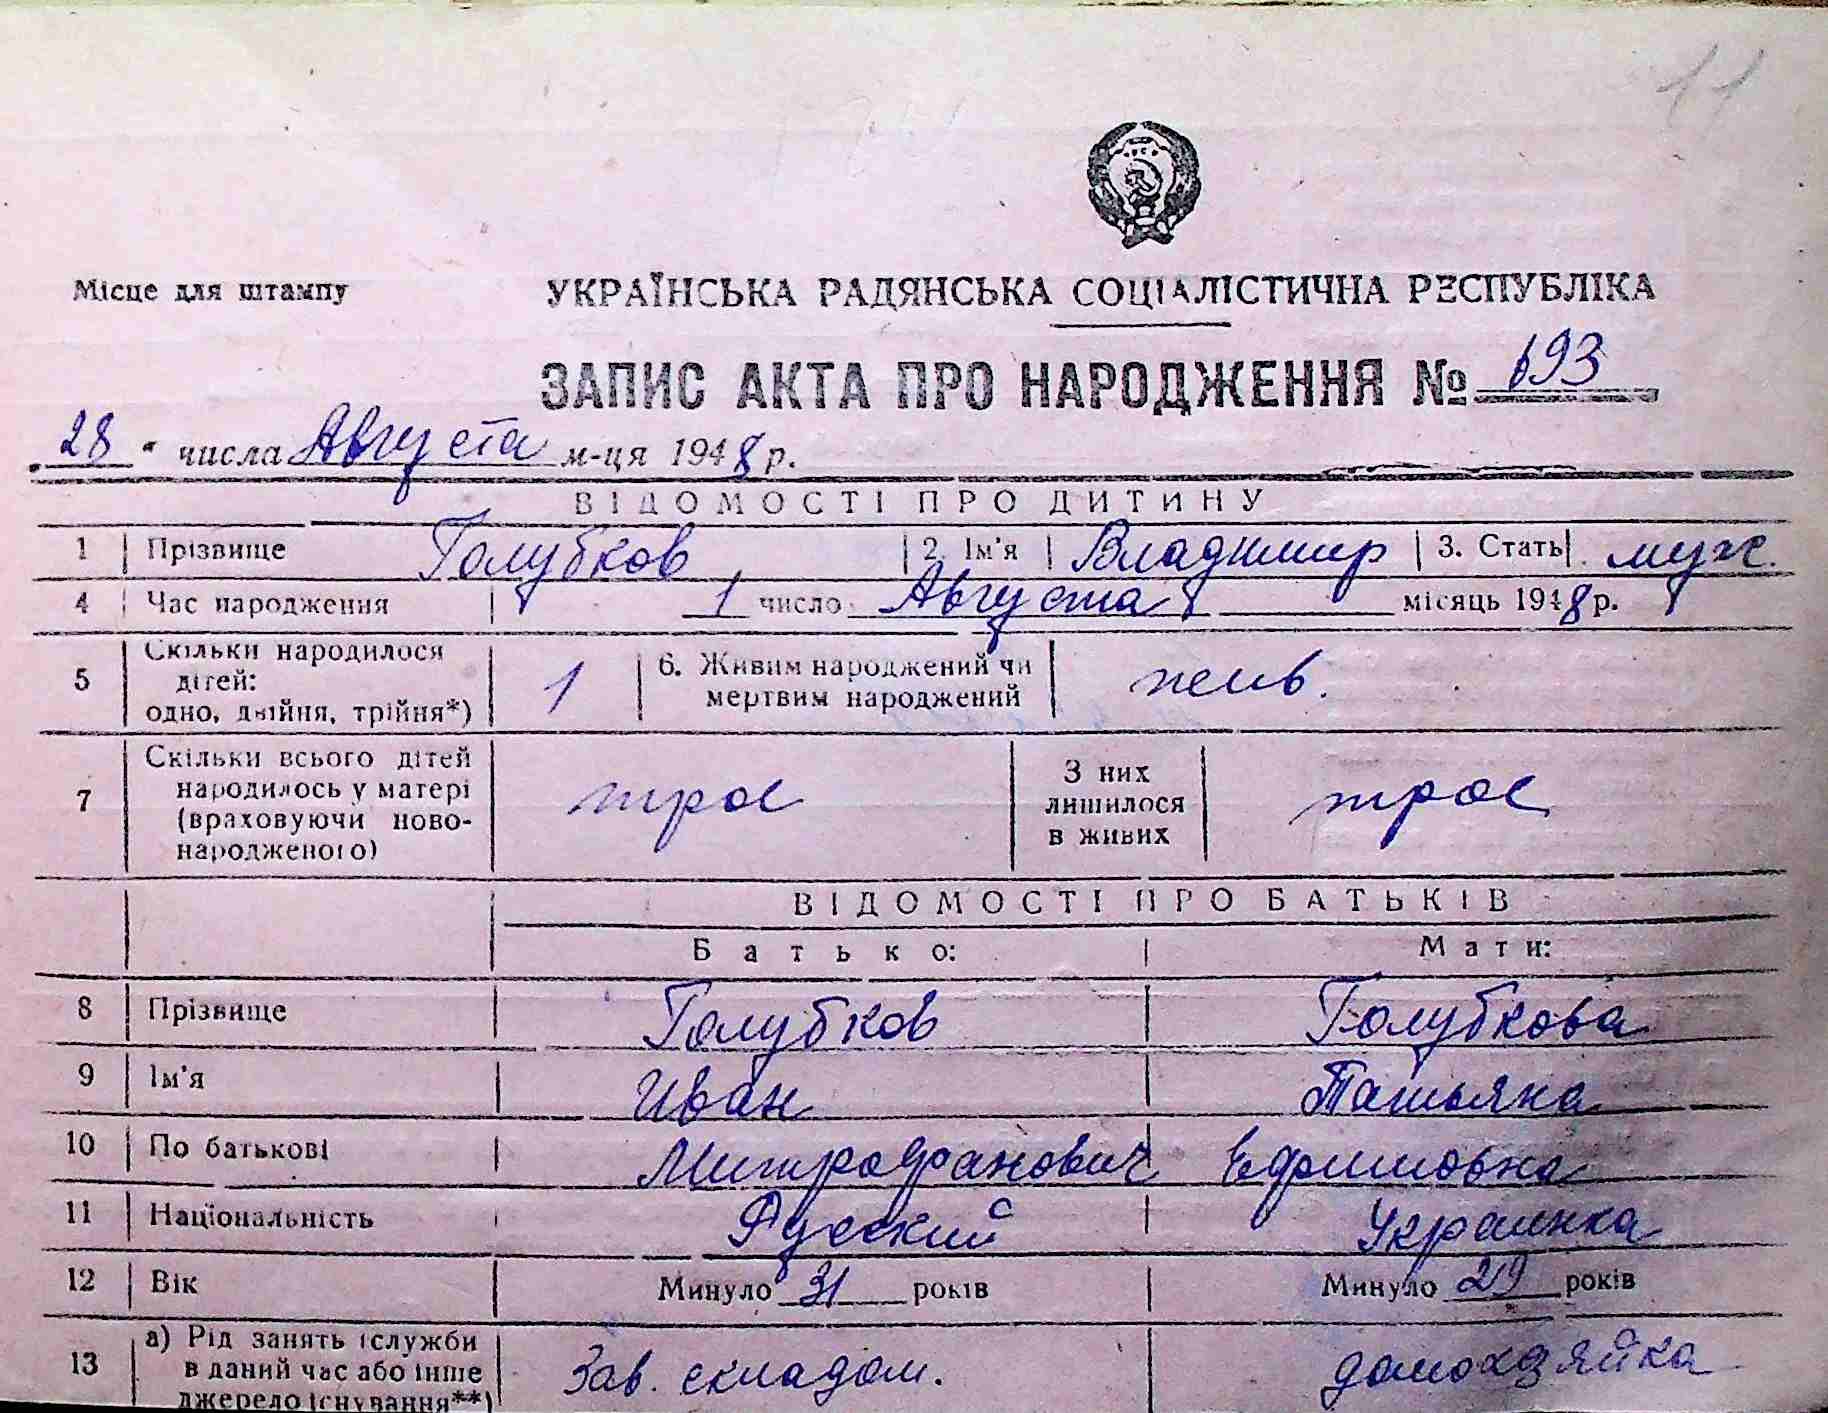 11
Місце для штампу
УКРАЇНСЬКА РАДЯНСЬКА СОЦІАЛІСТИЧНА РЕСПУБЛІКА
ЗАПИС АКТА ПРО НАРОДЖЕННЯ № 693
„28“ числа Августа м-ця 1948 р.
ВІДОМОСТІ ПРО ДИТИНУ
1 Прізвище Голубков 2. Ім'я Владимир 3. Стать муж.
4 Час народження 1 число Августа місяць 1948 р.
5 Скільки народилося дітей: одно, двійня, трійня*) 1 6. Живим народжений чи мертвим народжений жив.
7 Скільки всього дітей народилось у матері (враховуючи ново-народженого) трое З них лишилося в живих трое
ВІДОМОСТІ ПРО БАТЬКІВ
Батько: Мати:
8 Прізвище Голубков Голубкова
9 Ім'я Иван Татьяна
10 По батькові Митрофанович Ефимовна
11 Національність Русский Украинка
12 Вік Минуло 31 років Минуло 29 років
13 а) Рід занять (служби в даний час або інше джерело існування**) Зав. складом. домохозяйка